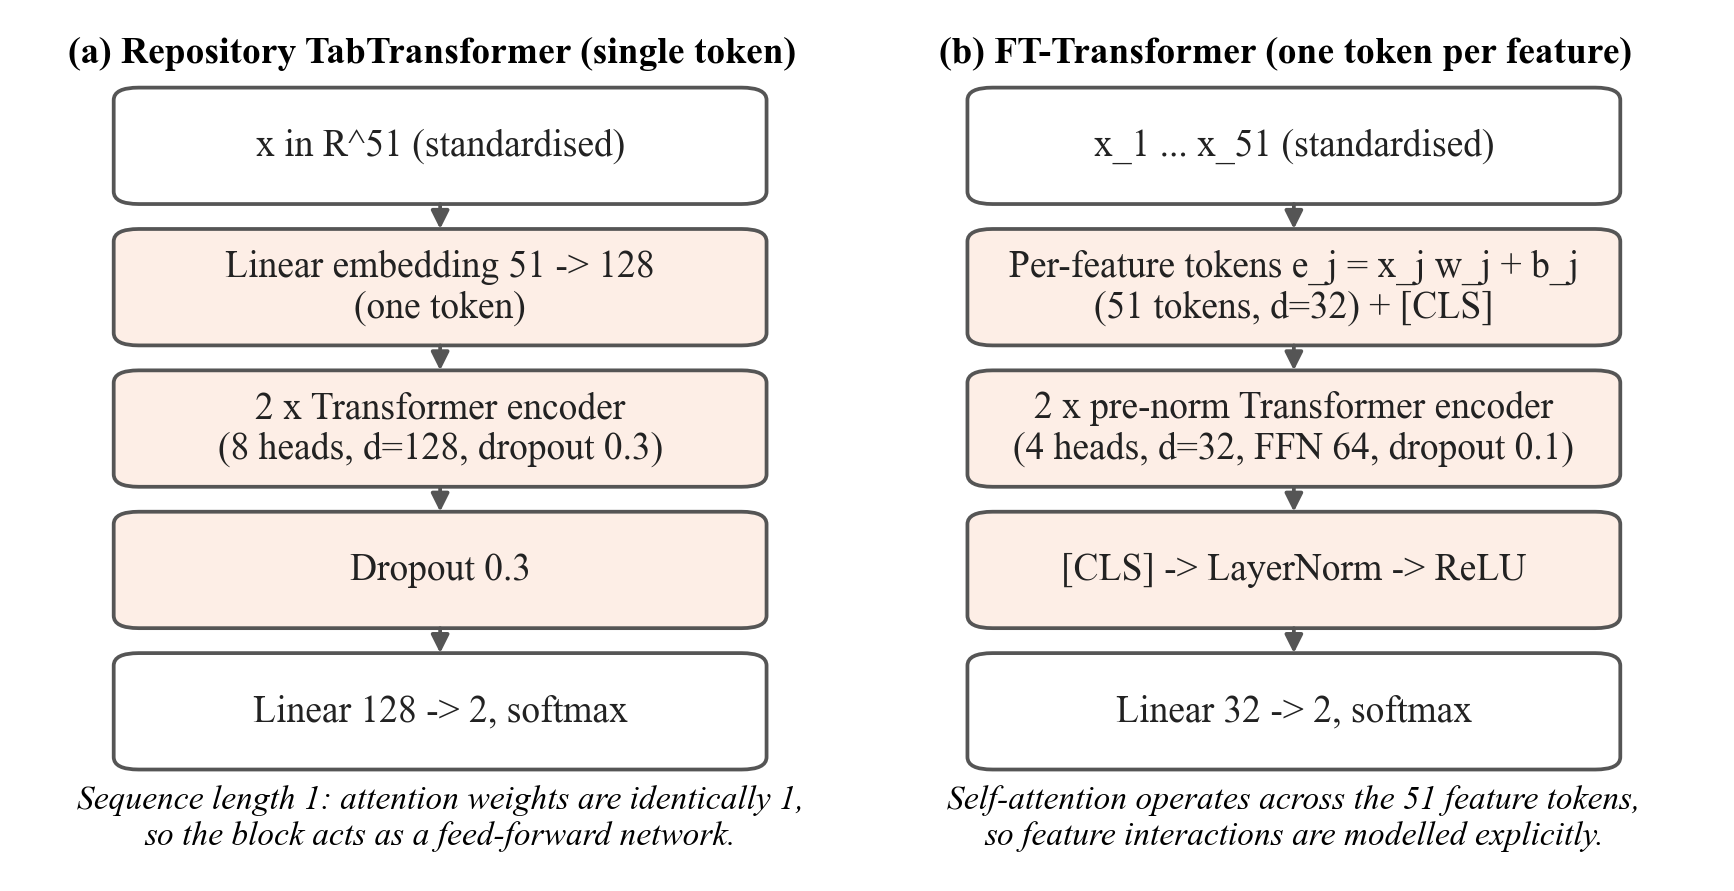 (a) Repository TabTransformer (single token)
x in R^51 (standardised)
Linear embedding 51 -> 128
(one token)
2 x Transformer encoder
(8 heads, d=128, dropout 0.3)
Dropout 0.3
Linear 128 -> 2, softmax
Sequence length 1: attention weights are identically 1,
so the block acts as a feed-forward network.
(b) FT-Transformer (one token per feature)
x_1 ... x_51 (standardised)
Per-feature tokens e_j = x_j w_j + b_j
(51 tokens, d=32) + [CLS]
2 x pre-norm Transformer encoder
(4 heads, d=32, FFN 64, dropout 0.1)
[CLS] -> LayerNorm -> ReLU
Linear 32 -> 2, softmax
Self-attention operates across the 51 feature tokens,
so feature interactions are modelled explicitly.